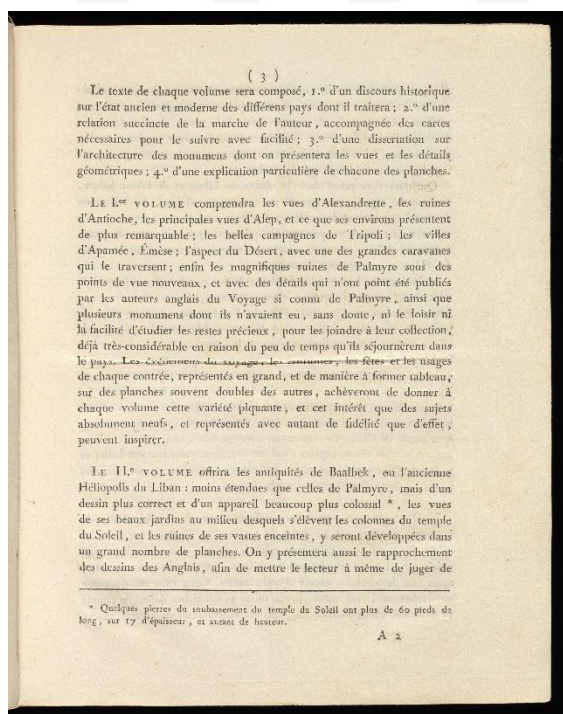 ( 3 )
Le texte de chaque volume sera composé, 1.° d'un discours historique
sur l'état ancien et moderne des différens pays dont il traitera ; 2.° d'une
relation succincte de la marche de l'auteur, accompagnée des cartes
nécessaires pour le suivre avec facilité ; 3.° d'une dissertation sur
l'architecture des monumens dont on présentera les vues et les détails
géométriques ; 4.° d'une explication particulière de chacune des planches.
LE I.er VOLUME comprendra les vues d'Alexandrette, les ruines
d'Antioche, les principales vues d'Alep, et ce que ses environs présentent
de plus remarquable ; les belles campagnes de Tripoli ; les villes
d'Apamée, Émèse ; l'aspect du Désert, avec une des grandes caravanes
qui le traversent ; enfin les magnifiques ruines de Palmyre sous des
points de vue nouveaux, et avec des détails qui n'ont point été publiés
par les auteurs anglais du Voyage si connu de Palmyre, ainsi que
plusieurs monumens dont ils n'avaient eu, sans doute, ni le loisir ni
la facilité d'étudier les restes précieux, pour les joindre à leur collection,
déjà très-considérable en raison du peu de temps qu'ils séjournèrent dans
le pays. Les événemens du voyage, les costumes, les fêtes et les usages
de chaque contrée, représentés en grand, et de manière à former tableau,
sur des planches souvent doubles des autres, achèveront de donner à
chaque volume cette variété piquante, et cet intérêt que des sujets
absolument neufs, et représentés avec autant de fidélité que d'effet,
peuvent inspirer.
LE II.e VOLUME offrira les antiquités de Baalbek, ou l'ancienne
Héliopolis du Liban : moins étendues que celles de Palmyre, mais d'un
dessin plus correct et d'un appareil beaucoup plus colossal *, les vues
de ses beaux jardins au milieu desquels s'élèvent les colonnes du temple
du Soleil, et les ruines de ses vastes enceintes, y seront développées dans
un grand nombre de planches. On y présentera aussi le rapprochement
des dessins des Anglais, afin de mettre le lecteur à même de juger de
* Quelques pierres du soubassement du temple du Soleil ont plus de 60 pieds de
long, sur 17 d'épaisseur, et autant de hauteur.
A 2